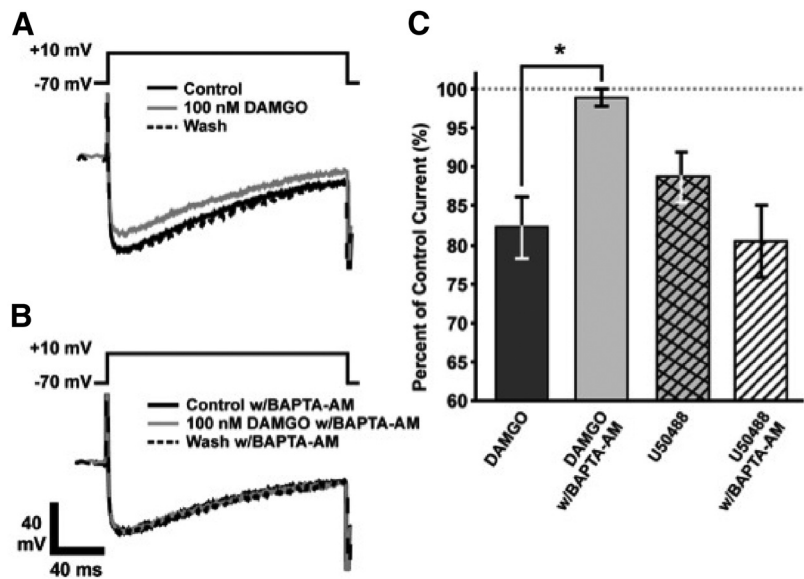 A
+10 mV
-70 mV
Control
100 nM DAMGO
Wash
B
+10 mV
-70 mV
Control w/BAPTA-AM
100 nM DAMGO w/BAPTA-AM
Wash w/BAPTA-AM
40
mV
40 ms
C
*
Percent of Control Current (%)
100
95
90
85
80
75
70
65
60
DAMGO
DAMGO
w/BAPTA-AM
U50488
U50488
w/BAPTA-AM